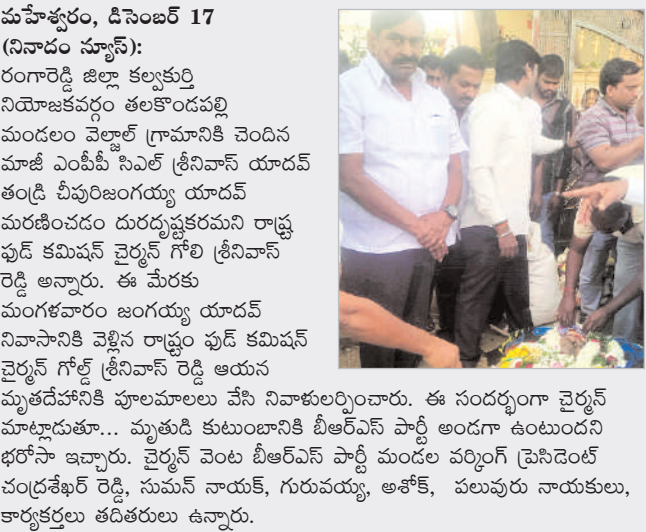 మహేశ్వరం, డిసెంబర్ 17
(నినాదం న్యూస్):
రంగారెడ్డి జిల్లా కల్వకుర్తి
నియోజకవర్గం తలకొండపల్లి
మండలం వెల్జాల్ గ్రామానికి చెందిన
మాజీ ఎంపీపీ సిఎల్ శ్రీనివాస్ యాదవ్
తండ్రి చీపురిజంగయ్య యాదవ్
మరణించడం దురదృష్టకరమని రాష్ట్ర
ఫుడ్ కమిషన్ చైర్మన్ గోలి శ్రీనివాస్
రెడ్డి అన్నారు. ఈ మేరకు
మంగళవారం జంగయ్య యాదవ్
నివాసానికి వెళ్లిన రాష్ట్రం ఫుడ్ కమిషన్
చైర్మన్ గోల్డ్ శ్రీనివాస్ రెడ్డి ఆయన
మృతదేహానికి పూలమాలలు వేసి నివాళులర్పించారు. ఈ సందర్భంగా చైర్మన్
మాట్లాడుతూ... మృతుడి కుటుంబానికి బీఆర్ఎస్ పార్టీ అండగా ఉంటుందని
భరోసా ఇచ్చారు. చైర్మన్ వెంట బీఆర్ఎస్ పార్టీ మండల వర్కింగ్ ప్రెసిడెంట్
చంద్రశేఖర్ రెడ్డి, సుమన్ నాయక్, గురువయ్య, అశోక్, పలువురు నాయకులు,
కార్యకర్తలు తదితరులు ఉన్నారు.